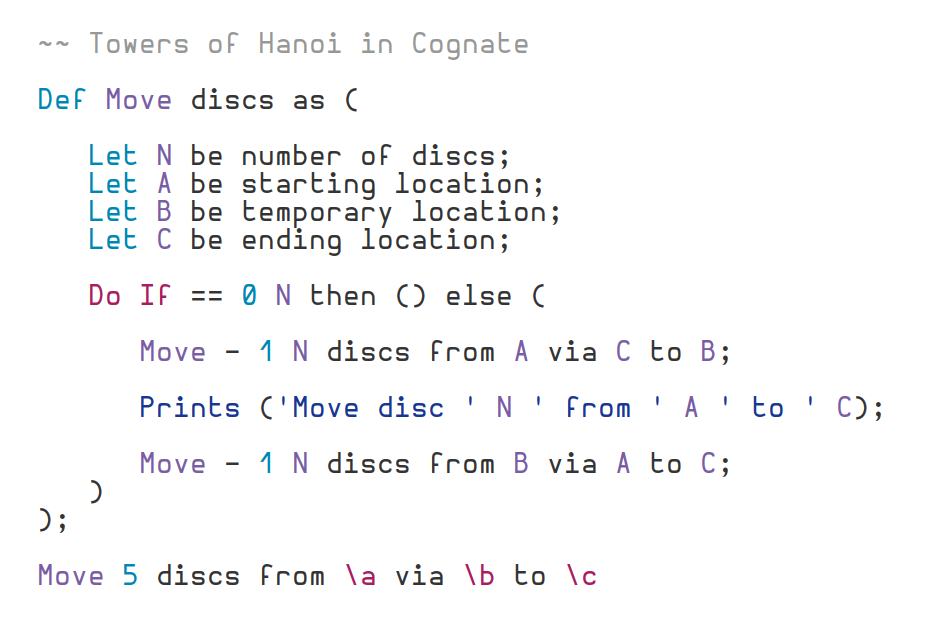 ~~ Towers of Hanoi in Cognate
Def Move discs as (
Let N be number of discs;
Let A be starting location;
Let B be temporary location;
Let C be ending location;
Do If == 0 N then () else (
Move - 1 N discs from A via C to B;
Prints ('Move disc ' N ' from ' A ' to ' C);
Move - 1 N discs from B via A to C;
)
);
Move 5 discs from \a via \b to \c